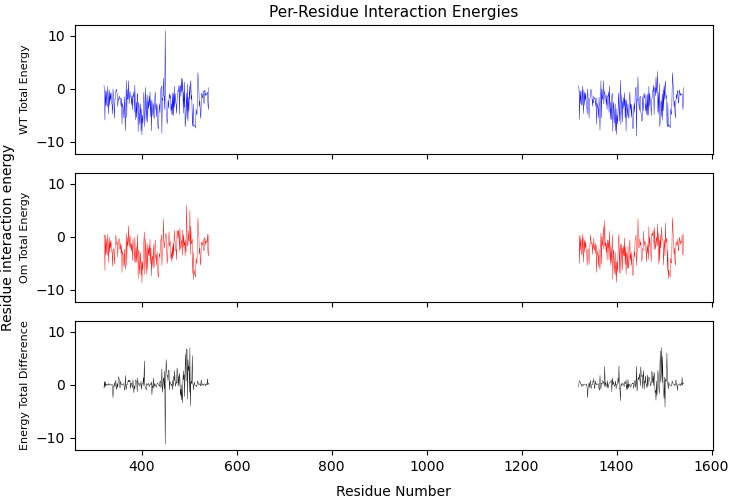 Per-Residue Interaction Energies
Residue interaction energy
WT Total Energy
10
0
−10
Om Total Energy
10
0
−10
Energy Total Difference
10
0
−10
400 600 800 1000 1200 1400 1600
Residue Number